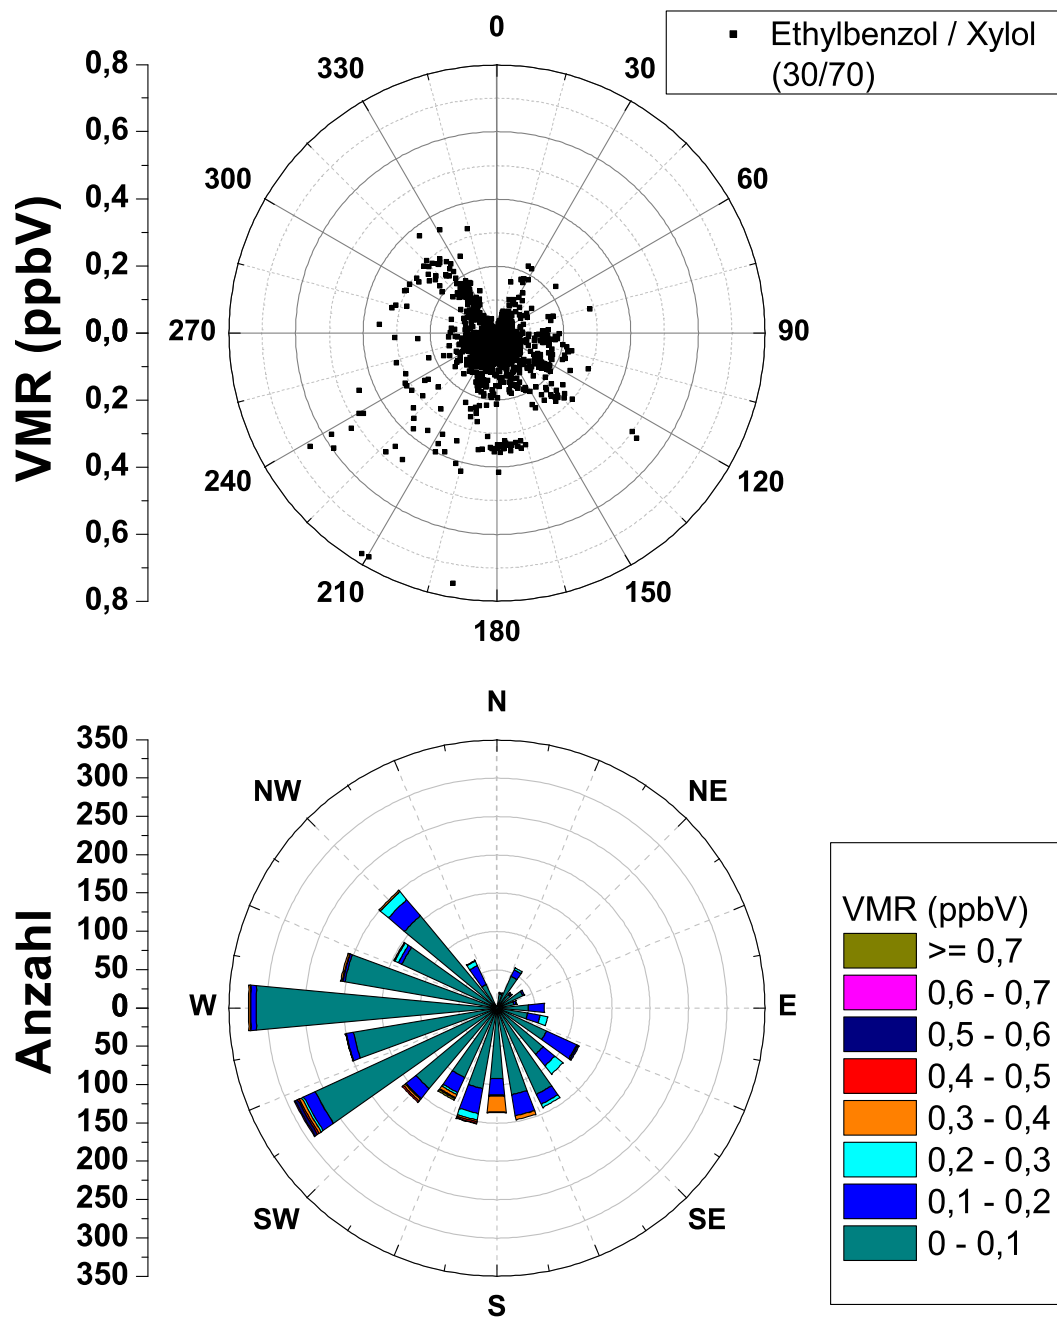 0
Ethylbenzol / Xylol
(30/70)
330
30
300
60
270
90
240
120
210
150
180
0,8
0,6
0,4
0,2
0,0
0,2
0,4
0,6
0,8
VMR (ppbV)
N
NW
NE
W
E
SW
SE
S
350
300
250
200
150
100
50
0
50
100
150
200
250
300
350
Anzahl
VMR (ppbV)
>= 0,7
0,6 - 0,7
0,5 - 0,6
0,4 - 0,5
0,3 - 0,4
0,2 - 0,3
0,1 - 0,2
0 - 0,1